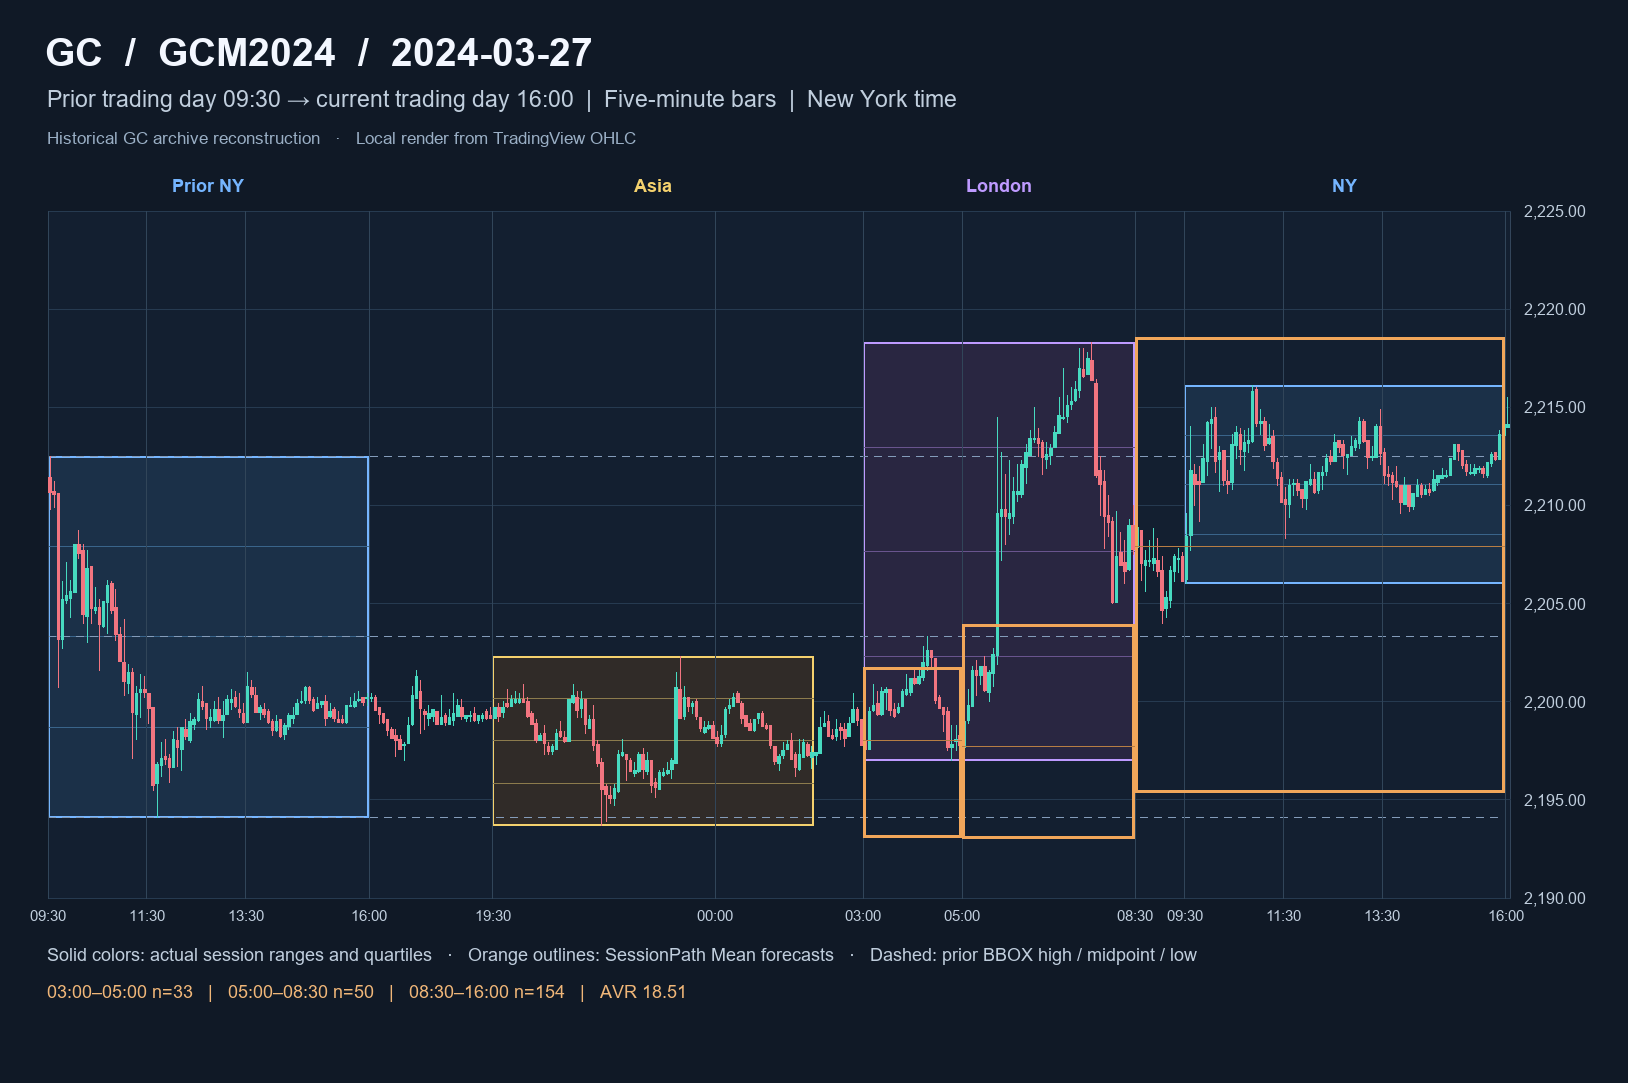 GC / GCM2024 / 2024-03-27
Prior trading day 09:30 → current trading day 16:00 | Five-minute bars | New York time
Historical GC archive reconstruction · Local render from TradingView OHLC
Prior NY Asia London NY
2,225.00
2,220.00
2,215.00
2,210.00
2,205.00
2,200.00
2,195.00
2,190.00
09:30 11:30 13:30 16:00 19:30 00:00 03:00 05:00 08:30 09:30 11:30 13:30 16:00
Solid colors: actual session ranges and quartiles · Orange outlines: SessionPath Mean forecasts · Dashed: prior BBOX high / midpoint / low
03:00–05:00 n=33 | 05:00–08:30 n=50 | 08:30–16:00 n=154 | AVR 18.51